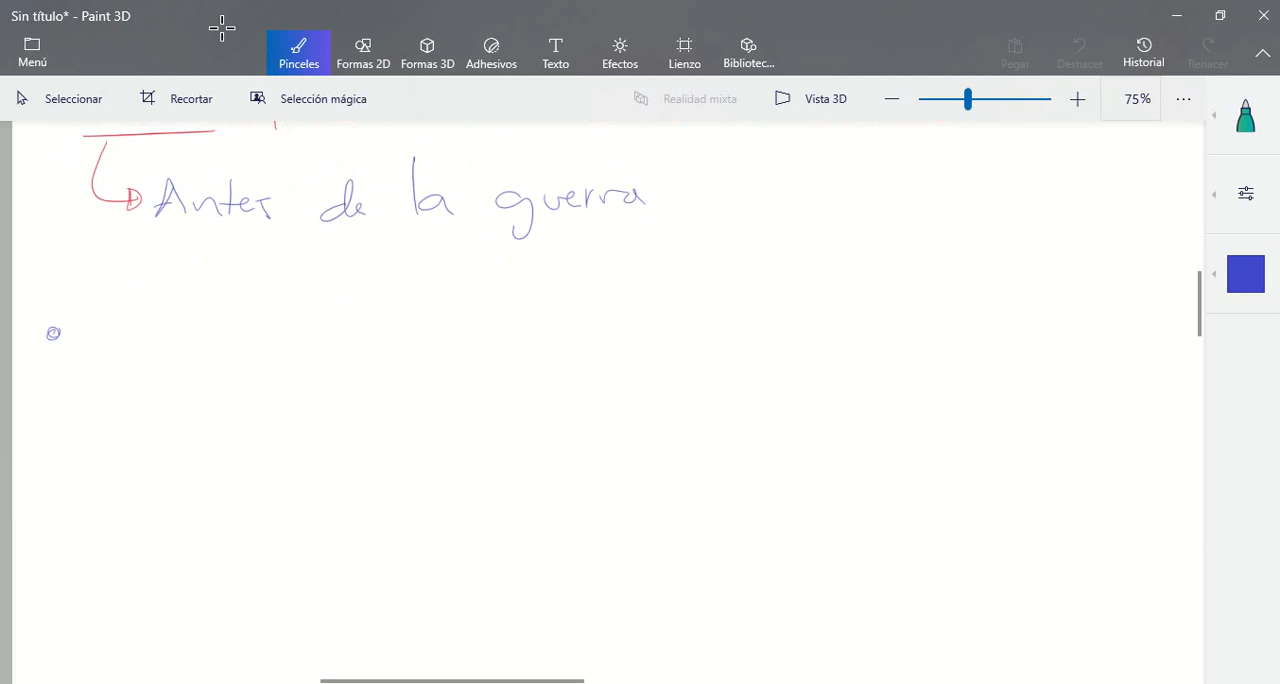 Sin título* - Paint 3D
Menú Pinceles Formas 2D Formas 3D Adhesivos Texto Efectos Lienzo Bibliotec... Pegar Deshacer Historial Rehacer
Seleccionar Recortar Selección mágica Realidad mixta Vista 3D 75%
Antes de la guerra